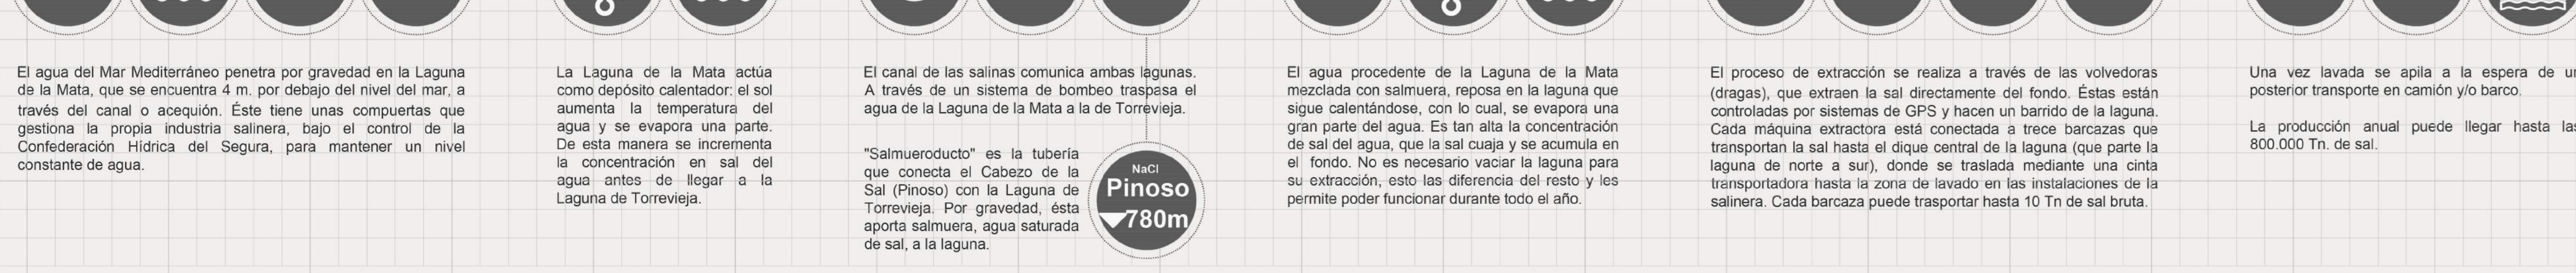 El agua del Mar Mediterráneo penetra por gravedad en la Laguna
de la Mata, que se encuentra 4 m. por debajo del nivel del mar, a
través del canal o acequión. Éste tiene unas compuertas que
gestiona la propia industria salinera, bajo el control de la
Confederación Hídrica del Segura, para mantener un nivel
constante de agua.
La Laguna de la Mata actúa
como depósito calentador: el sol
aumenta la temperatura del
agua y se evapora una parte.
De esta manera se incrementa
la concentración en sal del
agua antes de llegar a la
Laguna de Torrevieja.
El canal de las salinas comunica ambas lagunas.
A través de un sistema de bombeo traspasa el
agua de la Laguna de la Mata a la de Torrevieja.
"Salmueroducto" es la tubería
que conecta el Cabezo de la
Sal (Pinoso) con la Laguna de
Torrevieja. Por gravedad, ésta
aporta salmuera, agua saturada
de sal, a la laguna.
NaCl
Pinoso
780m
El agua procedente de la Laguna de la Mata
mezclada con salmuera, reposa en la laguna que
sigue calentándose, con lo cual, se evapora una
gran parte del agua. Es tan alta la concentración
de sal del agua, que la sal cuaja y se acumula en
el fondo. No es necesario vaciar la laguna para
su extracción, esto las diferencia del resto y les
permite poder funcionar durante todo el año.
El proceso de extracción se realiza a través de las volvedoras
(dragas), que extraen la sal directamente del fondo. Éstas están
controladas por sistemas de GPS y hacen un barrido de la laguna.
Cada máquina extractora está conectada a trece barcazas que
transportan la sal hasta el dique central de la laguna (que parte la
laguna de norte a sur), donde se traslada mediante una cinta
transportadora hasta la zona de lavado en las instalaciones de la
salinera. Cada barcaza puede trasportar hasta 10 Tn de sal bruta.
Una vez lavada se apila a la espera de
posterior transporte en camión y/o barco.
La producción anual puede llegar hasta
800.000 Tn. de sal.